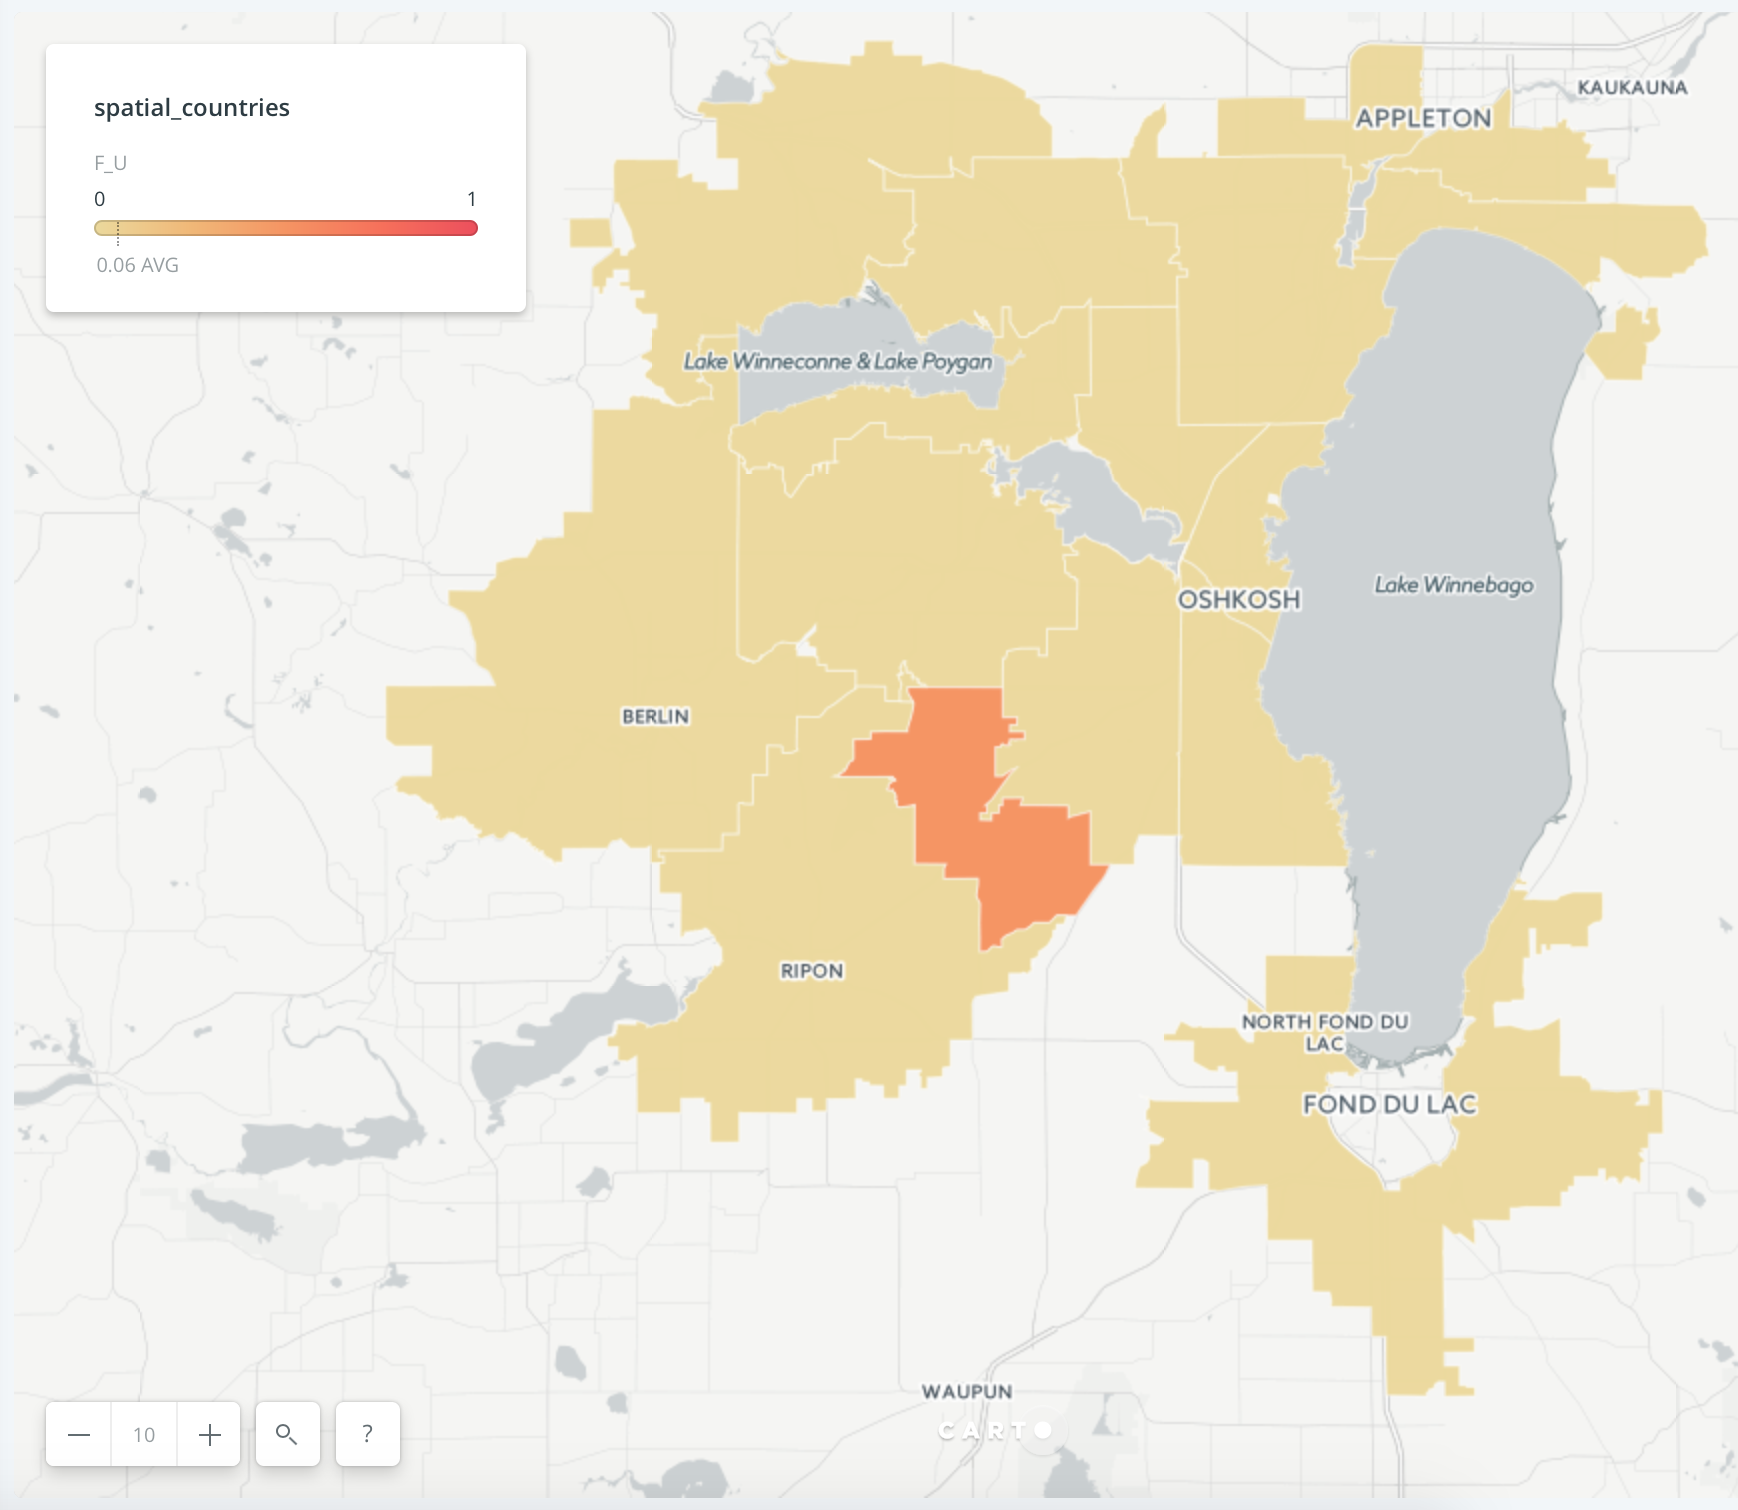 spatial_countries
F_U
0 1
0.06 AVG
KAUKAUNA
APPLETON
Lake Winneconne & Lake Poygan
Lake Winnebago
OSHKOSH
BERLIN
RIPON
NORTH FOND DU
LAC
FOND DU LAC
WAUPUN
CARTO
10
?